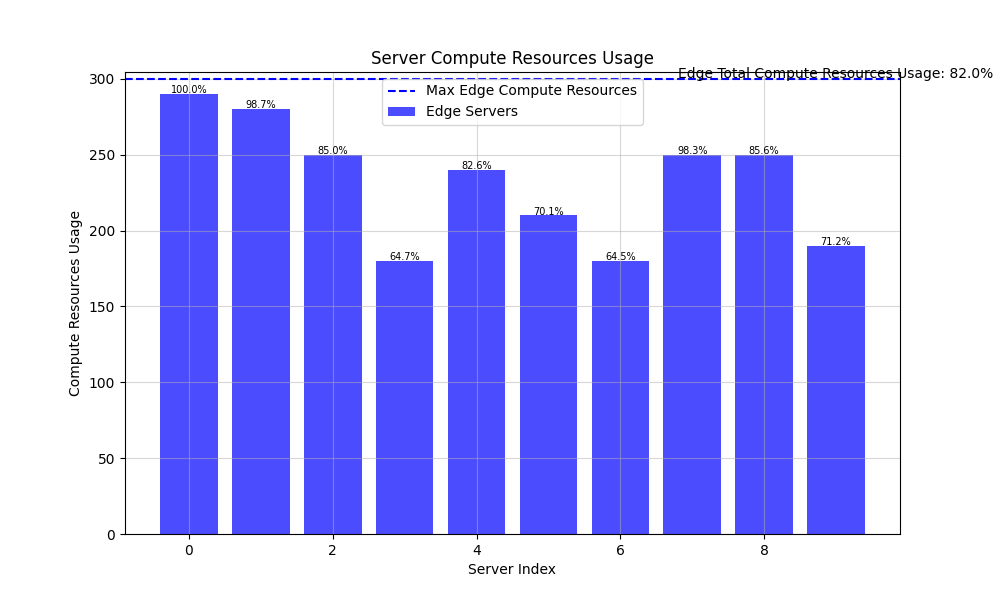 Server Compute Resources Usage
Edge Total Compute Resources Usage: 82.0%
Max Edge Compute Resources
Edge Servers
100.0%
98.7%
85.0%
64.7%
82.6%
70.1%
64.5%
98.3%
85.6%
71.2%
Compute Resources Usage
300
250
200
150
100
50
0
0 2 4 6 8
Server Index